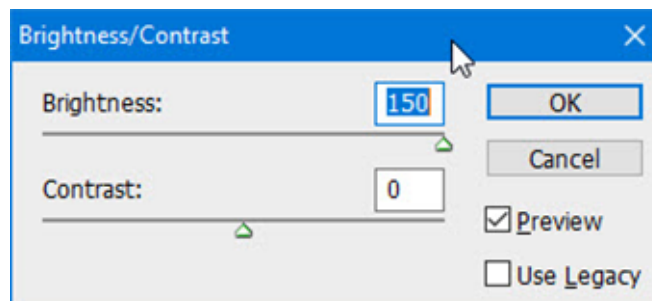 Brightness/Contrast
Brightness:
150
OK
Cancel
Contrast:
0
Preview
Use Legacy